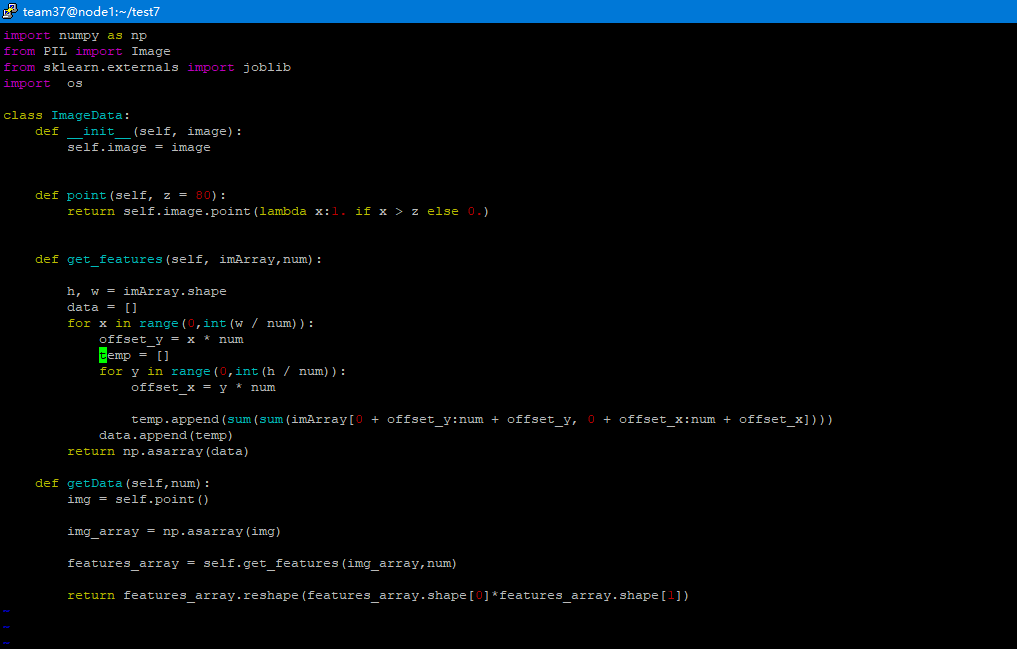 team37@node1:~/test7
import numpy as np
from PIL import Image
from sklearn.externals import joblib
import  os
class ImageData:
    def __init__(self, image):
        self.image = image
    def point(self, z = 80):
        return self.image.point(lambda x:1. if x > z else 0.)
    def get_features(self, imArray,num):
        h, w = imArray.shape
        data = []
        for x in range(0,int(w / num)):
            offset_y = x * num
            temp = []
            for y in range(0,int(h / num)):
                offset_x = y * num
                temp.append(sum(sum(imArray[0 + offset_y:num + offset_y, 0 + offset_x:num + offset_x])))
            data.append(temp)
        return np.asarray(data)
    def getData(self,num):
        img = self.point()
        img_array = np.asarray(img)
        features_array = self.get_features(img_array,num)
        return features_array.reshape(features_array.shape[0]*features_array.shape[1])
~
~
~